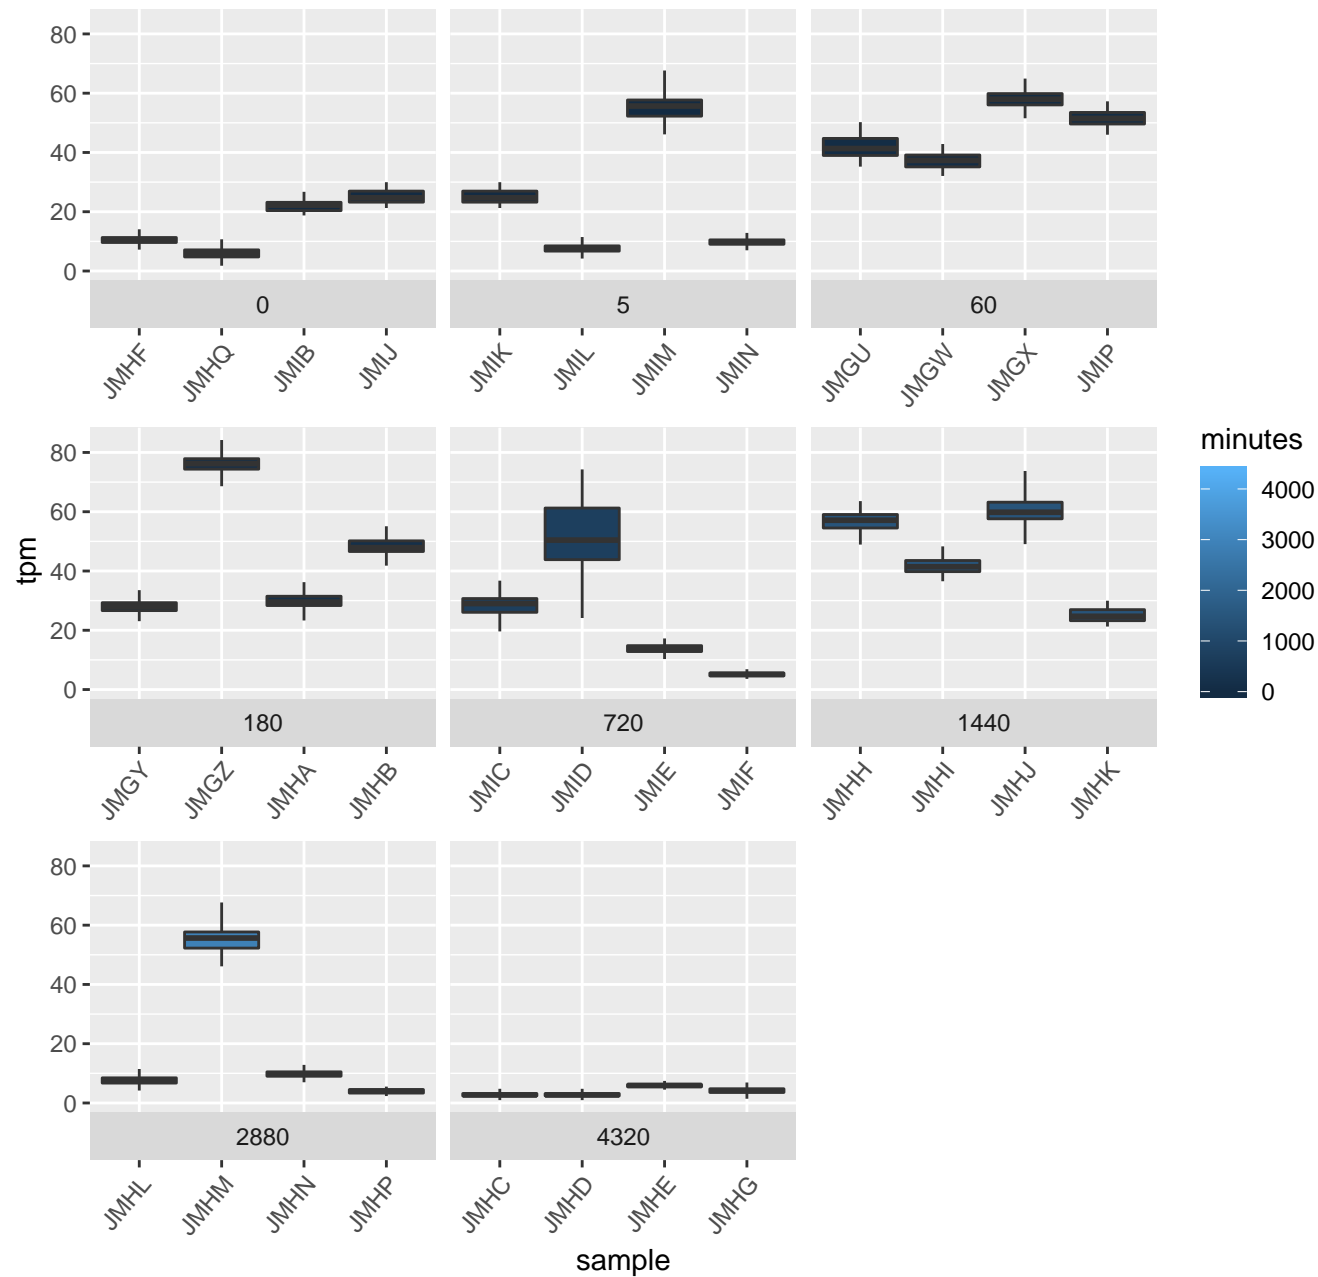 80
60
40
20
0
0
5
60
JMHF
JMHQ
JMIB
JMIJ
JMIK
JMIL
JMIM
JMIN
JMGU
JMGW
JMGX
JMIP
tpm
80
60
40
20
0
180
720
1440
JMGY
JMGZ
JMHA
JMHB
JMIC
JMID
JMIE
JMIF
JMHH
JMHI
JMHJ
JMHK
minutes
4000
3000
2000
1000
0
80
60
40
20
0
2880
4320
JMHL
JMHM
JMHN
JMHP
JMHC
JMHD
JMHE
JMHG
sample